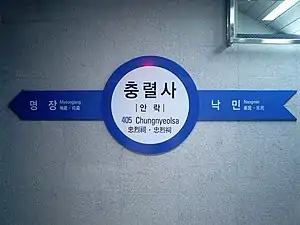 명 장 Myeongjang
충렬사
|안 락|
405 Chungnyeolsa
忠烈祠 · 忠烈祠
낙 민 Nangmin